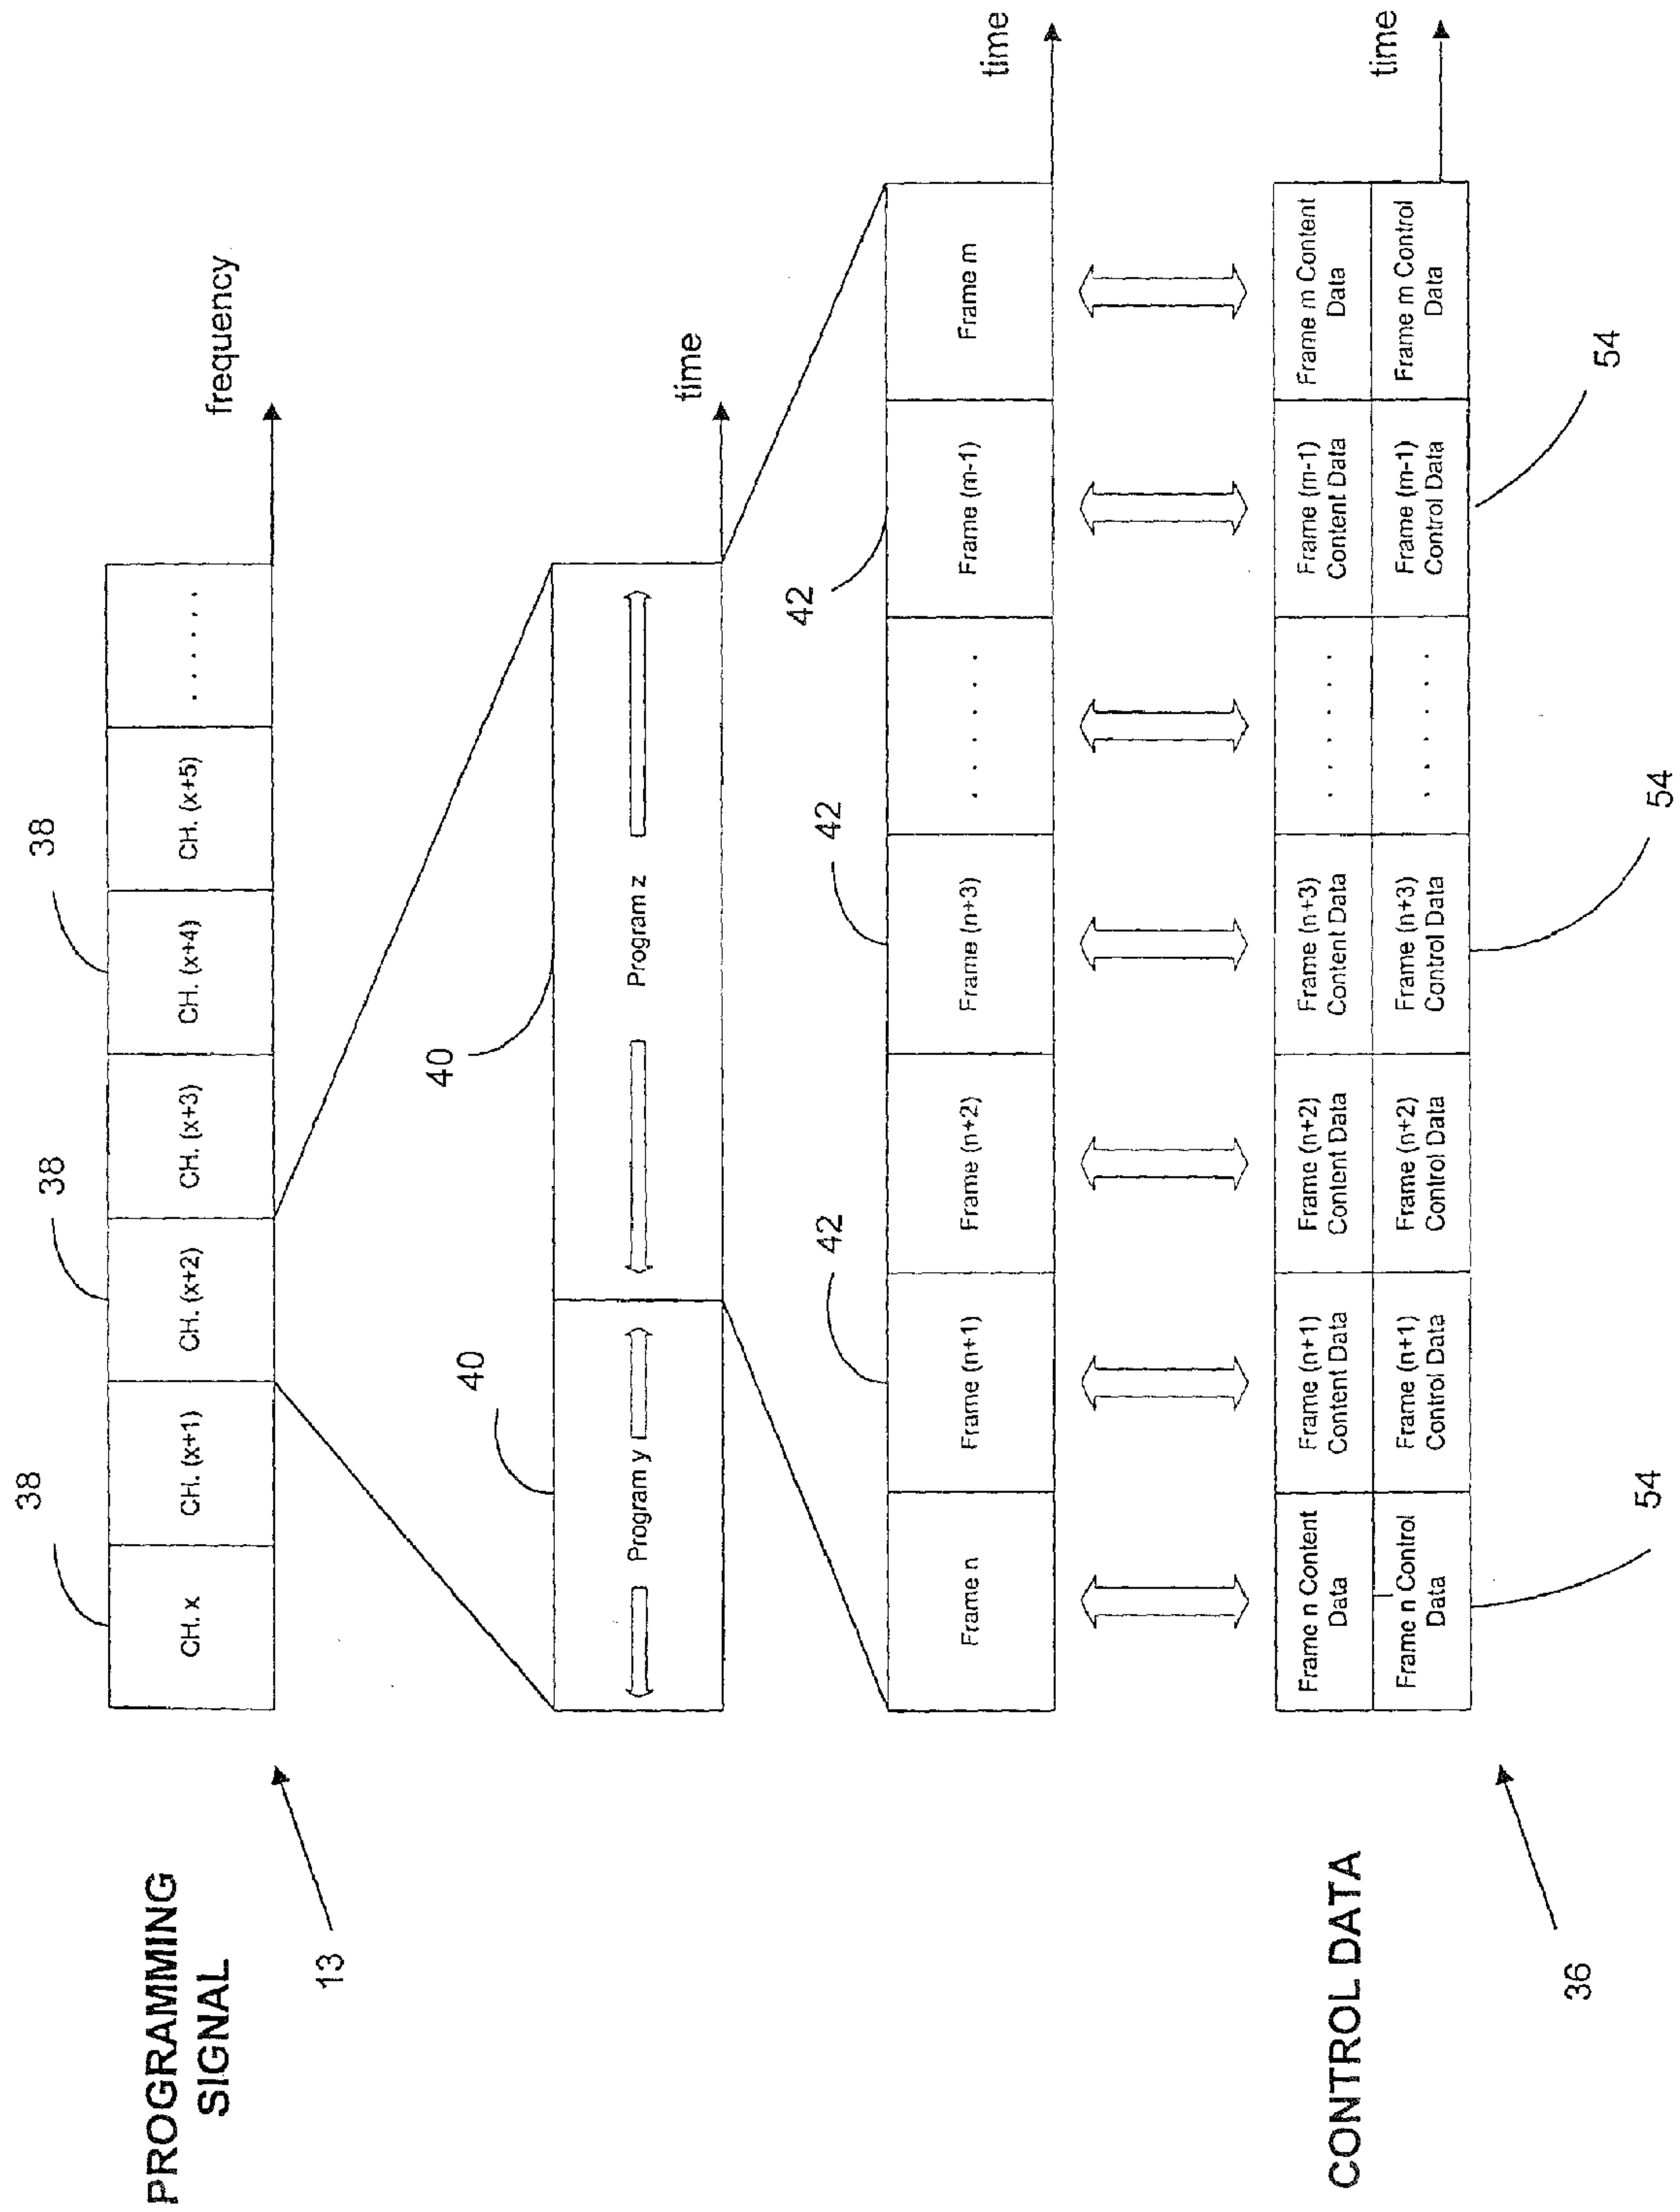 PROGRAMMING
SIGNAL
13
38
38
38
CH. x
CH. (x+1)
CH. (x+2)
CH. (x+3)
CH. (x+4)
CH. (x+5)
. . . . . .
frequency
40
40
Program y
Program z
time
42
42
42
Frame n
Frame (n+1)
Frame (n+2)
Frame (n+3)
. . . . . .
Frame (m-1)
Frame m
time
CONTROL DATA
36
Frame n Content
Data
Frame (n+1)
Content Data
Frame (n+2)
Content Data
Frame (n+3)
Content Data
. . . . . .
Frame (m-1)
Content Data
Frame m Content
Data
Frame n Control
Data
Frame (n+1)
Control Data
Frame (n+2)
Control Data
Frame (n+3)
Control Data
. . . . . .
Frame (m-1)
Control Data
Frame m Control
Data
time
54
54
54